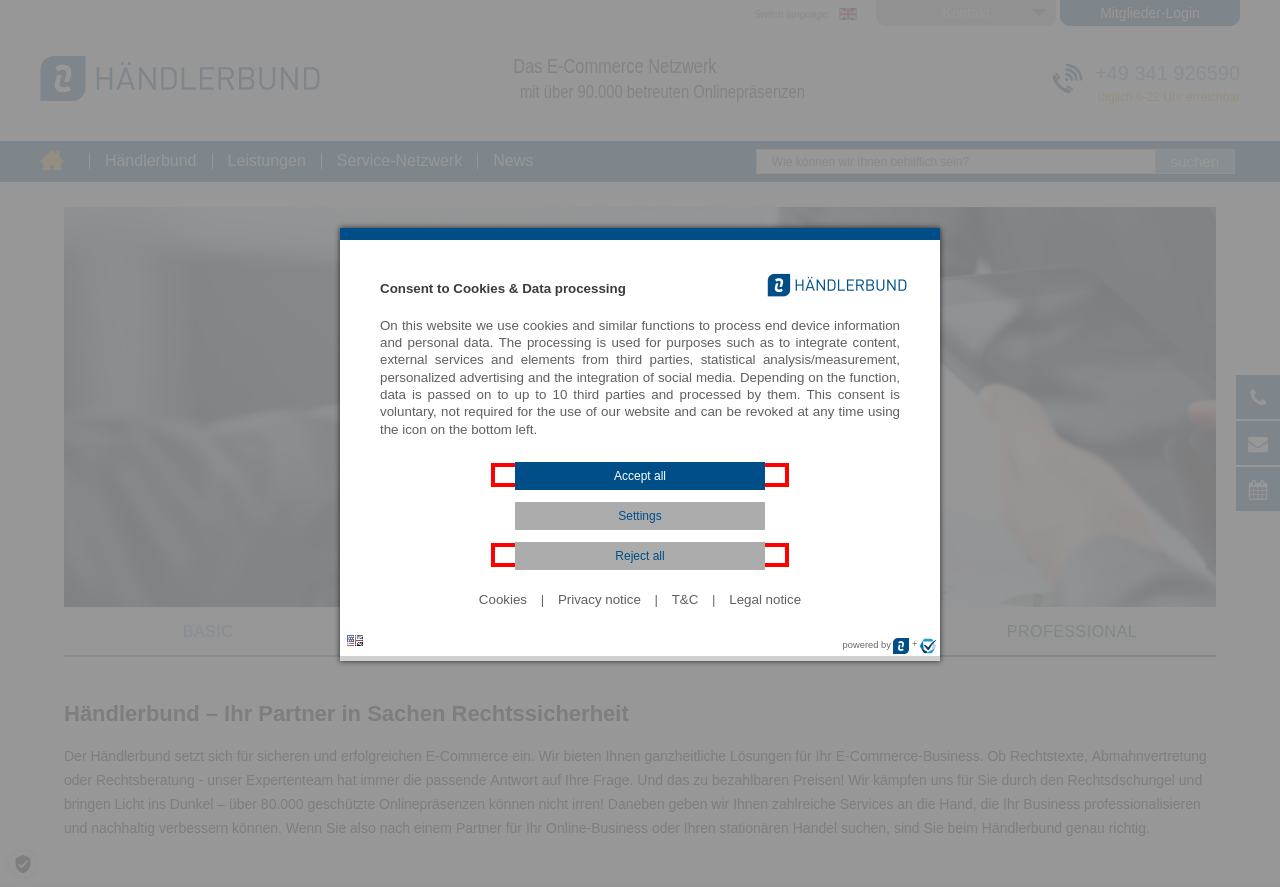 Switch language:
Kontakt
Mitglieder-Login
HÄNDLERBUND
Das E-Commerce Netzwerk
mit über 90.000 betreuten Onlinepräsenzen
+49 341 926590
täglich 6-22 Uhr erreichbar
Händlerbund
Leistungen
Service-Netzwerk
News
Wie können wir Ihnen behilflich sein?
suchen
Consent to Cookies & Data processing
HÄNDLERBUND
On this website we use cookies and similar functions to process end device information
and personal data. The processing is used for purposes such as to integrate content,
external services and elements from third parties, statistical analysis/measurement,
personalized advertising and the integration of social media. Depending on the function,
data is passed on to up to 10 third parties and processed by them. This consent is
voluntary, not required for the use of our website and can be revoked at any time using
the icon on the bottom left.
Accept all
Settings
Reject all
Cookies | Privacy notice | T&C | Legal notice
powered by +
BASIC
PROFESSIONAL
Händlerbund – Ihr Partner in Sachen Rechtssicherheit
Der Händlerbund setzt sich für sicheren und erfolgreichen E-Commerce ein. Wir bieten Ihnen ganzheitliche Lösungen für Ihr E-Commerce-Business. Ob Rechtstexte, Abmahnvertretung
oder Rechtsberatung - unser Expertenteam hat immer die passende Antwort auf Ihre Frage. Und das zu bezahlbaren Preisen! Wir kämpfen uns für Sie durch den Rechtsdschungel und
bringen Licht ins Dunkel – über 80.000 geschützte Onlinepräsenzen können nicht irren! Daneben geben wir Ihnen zahlreiche Services an die Hand, die Ihr Business professionalisieren
und nachhaltig verbessern können. Wenn Sie also nach einem Partner für Ihr Online-Business oder Ihren stationären Handel suchen, sind Sie beim Händlerbund genau richtig.